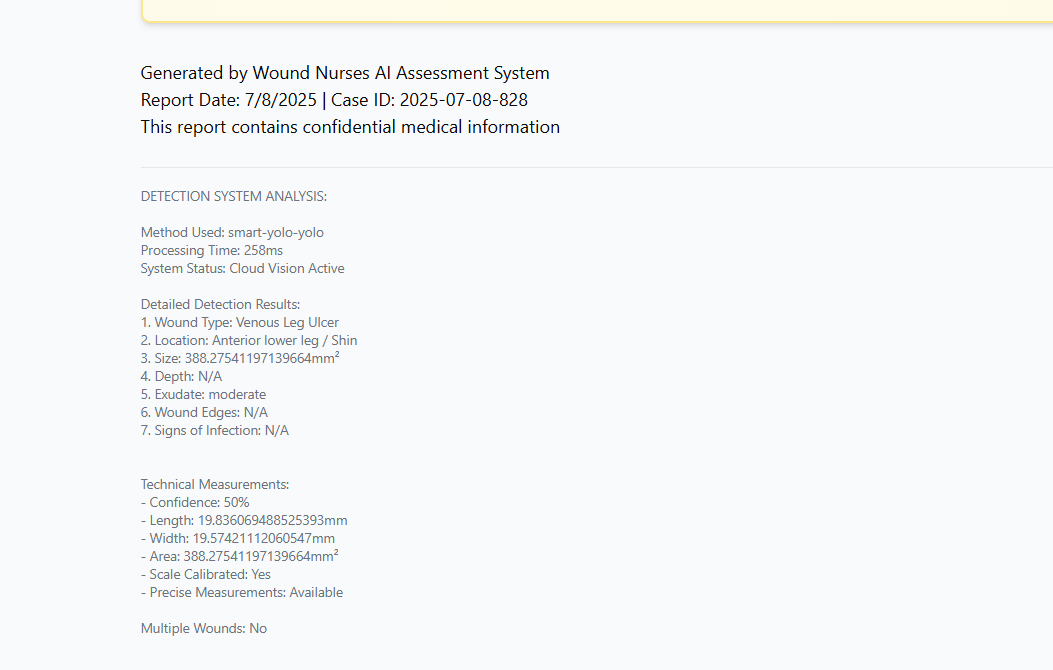 Generated by Wound Nurses AI Assessment System
Report Date: 7/8/2025 | Case ID: 2025-07-08-828
This report contains confidential medical information
DETECTION SYSTEM ANALYSIS:
Method Used: smart-yolo-yolo
Processing Time: 258ms
System Status: Cloud Vision Active
Detailed Detection Results:
1. Wound Type: Venous Leg Ulcer
2. Location: Anterior lower leg / Shin
3. Size: 388.27541197139664mm²
4. Depth: N/A
5. Exudate: moderate
6. Wound Edges: N/A
7. Signs of Infection: N/A
Technical Measurements:
- Confidence: 50%
- Length: 19.836069488525393mm
- Width: 19.57421112060547mm
- Area: 388.27541197139664mm²
- Scale Calibrated: Yes
- Precise Measurements: Available
Multiple Wounds: No